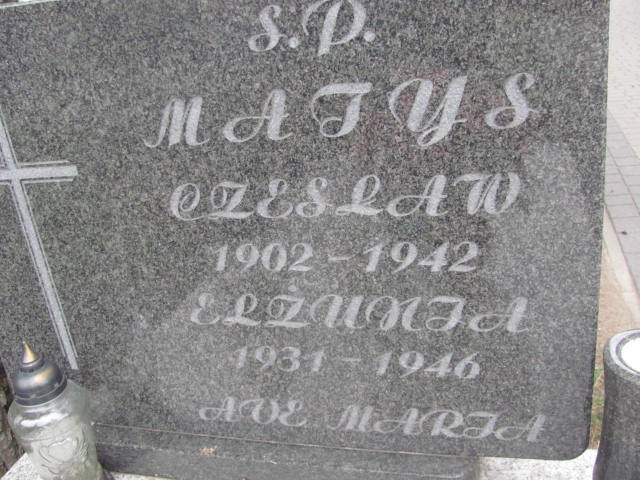 Ś.P.
MATYS
CZESŁAW
1902 - 1942
ELŻUNIA
1931 - 1946
AVE MARIA